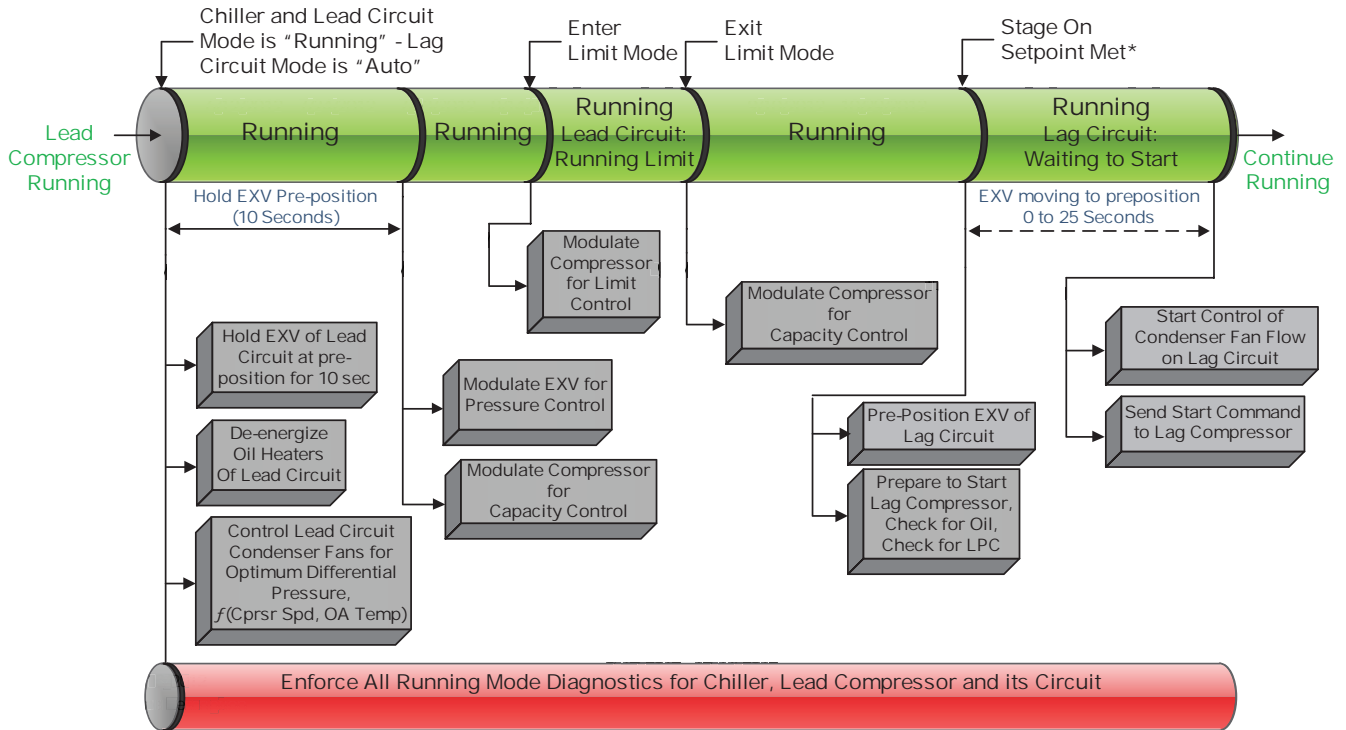 Chiller and Lead Circuit
Mode is “Running” - Lag
Circuit Mode is “Auto”
Enter
Limit Mode
Exit
Limit Mode
Stage On
Setpoint Met*
Lead
Compressor
Running
Running
Running
Running
Lead Circuit:
Running Limit
Running
Running
Lag Circuit:
Waiting to Start
Continue
Running
Hold EXV Pre-position
(10 Seconds)
EXV moving to preposition
0 to 25 Seconds
Hold EXV of Lead
Circuit at pre-
position for 10 sec
De-energize
Oil Heaters
Of Lead Circuit
Control Lead Circuit
Condenser Fans for
Optimum Differential
Pressure,
ƒ(Cprsr Spd, OA Temp)
Modulate EXV for
Pressure Control
Modulate Compressor
for
Capacity Control
Modulate
Compressor
for Limit
Control
Modulate Compressor
for
Capacity Control
Pre-Position EXV of
Lag Circuit
Prepare to Start
Lag Compressor,
Check for Oil,
Check for LPC
Start Control of
Condenser Fan Flow
on Lag Circuit
Send Start Command
to Lag Compressor
Enforce All Running Mode Diagnostics for Chiller, Lead Compressor and its Circuit